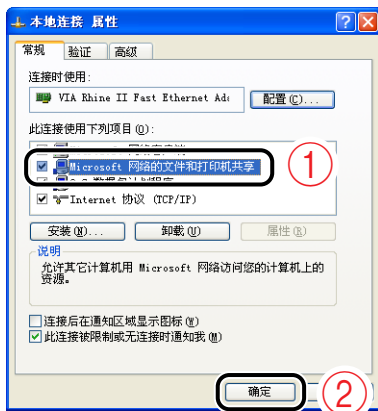 本地连接 属性
常规 验证 高级
连接时使用:
VIA Rhine II Fast Ethernet Ad
配置(C)...
此连接使用下列项目(O):
Microsoft 网络的文件和打印机共享
①
Internet 协议 (TCP/IP)
安装(N)... 卸载(U) 属性(R)
说明
允许其它计算机用 Microsoft 网络访问您的计算机上的
资源。
连接后在通知区域显示图标(W)
此连接被限制或无连接时通知我(M)
确定
②